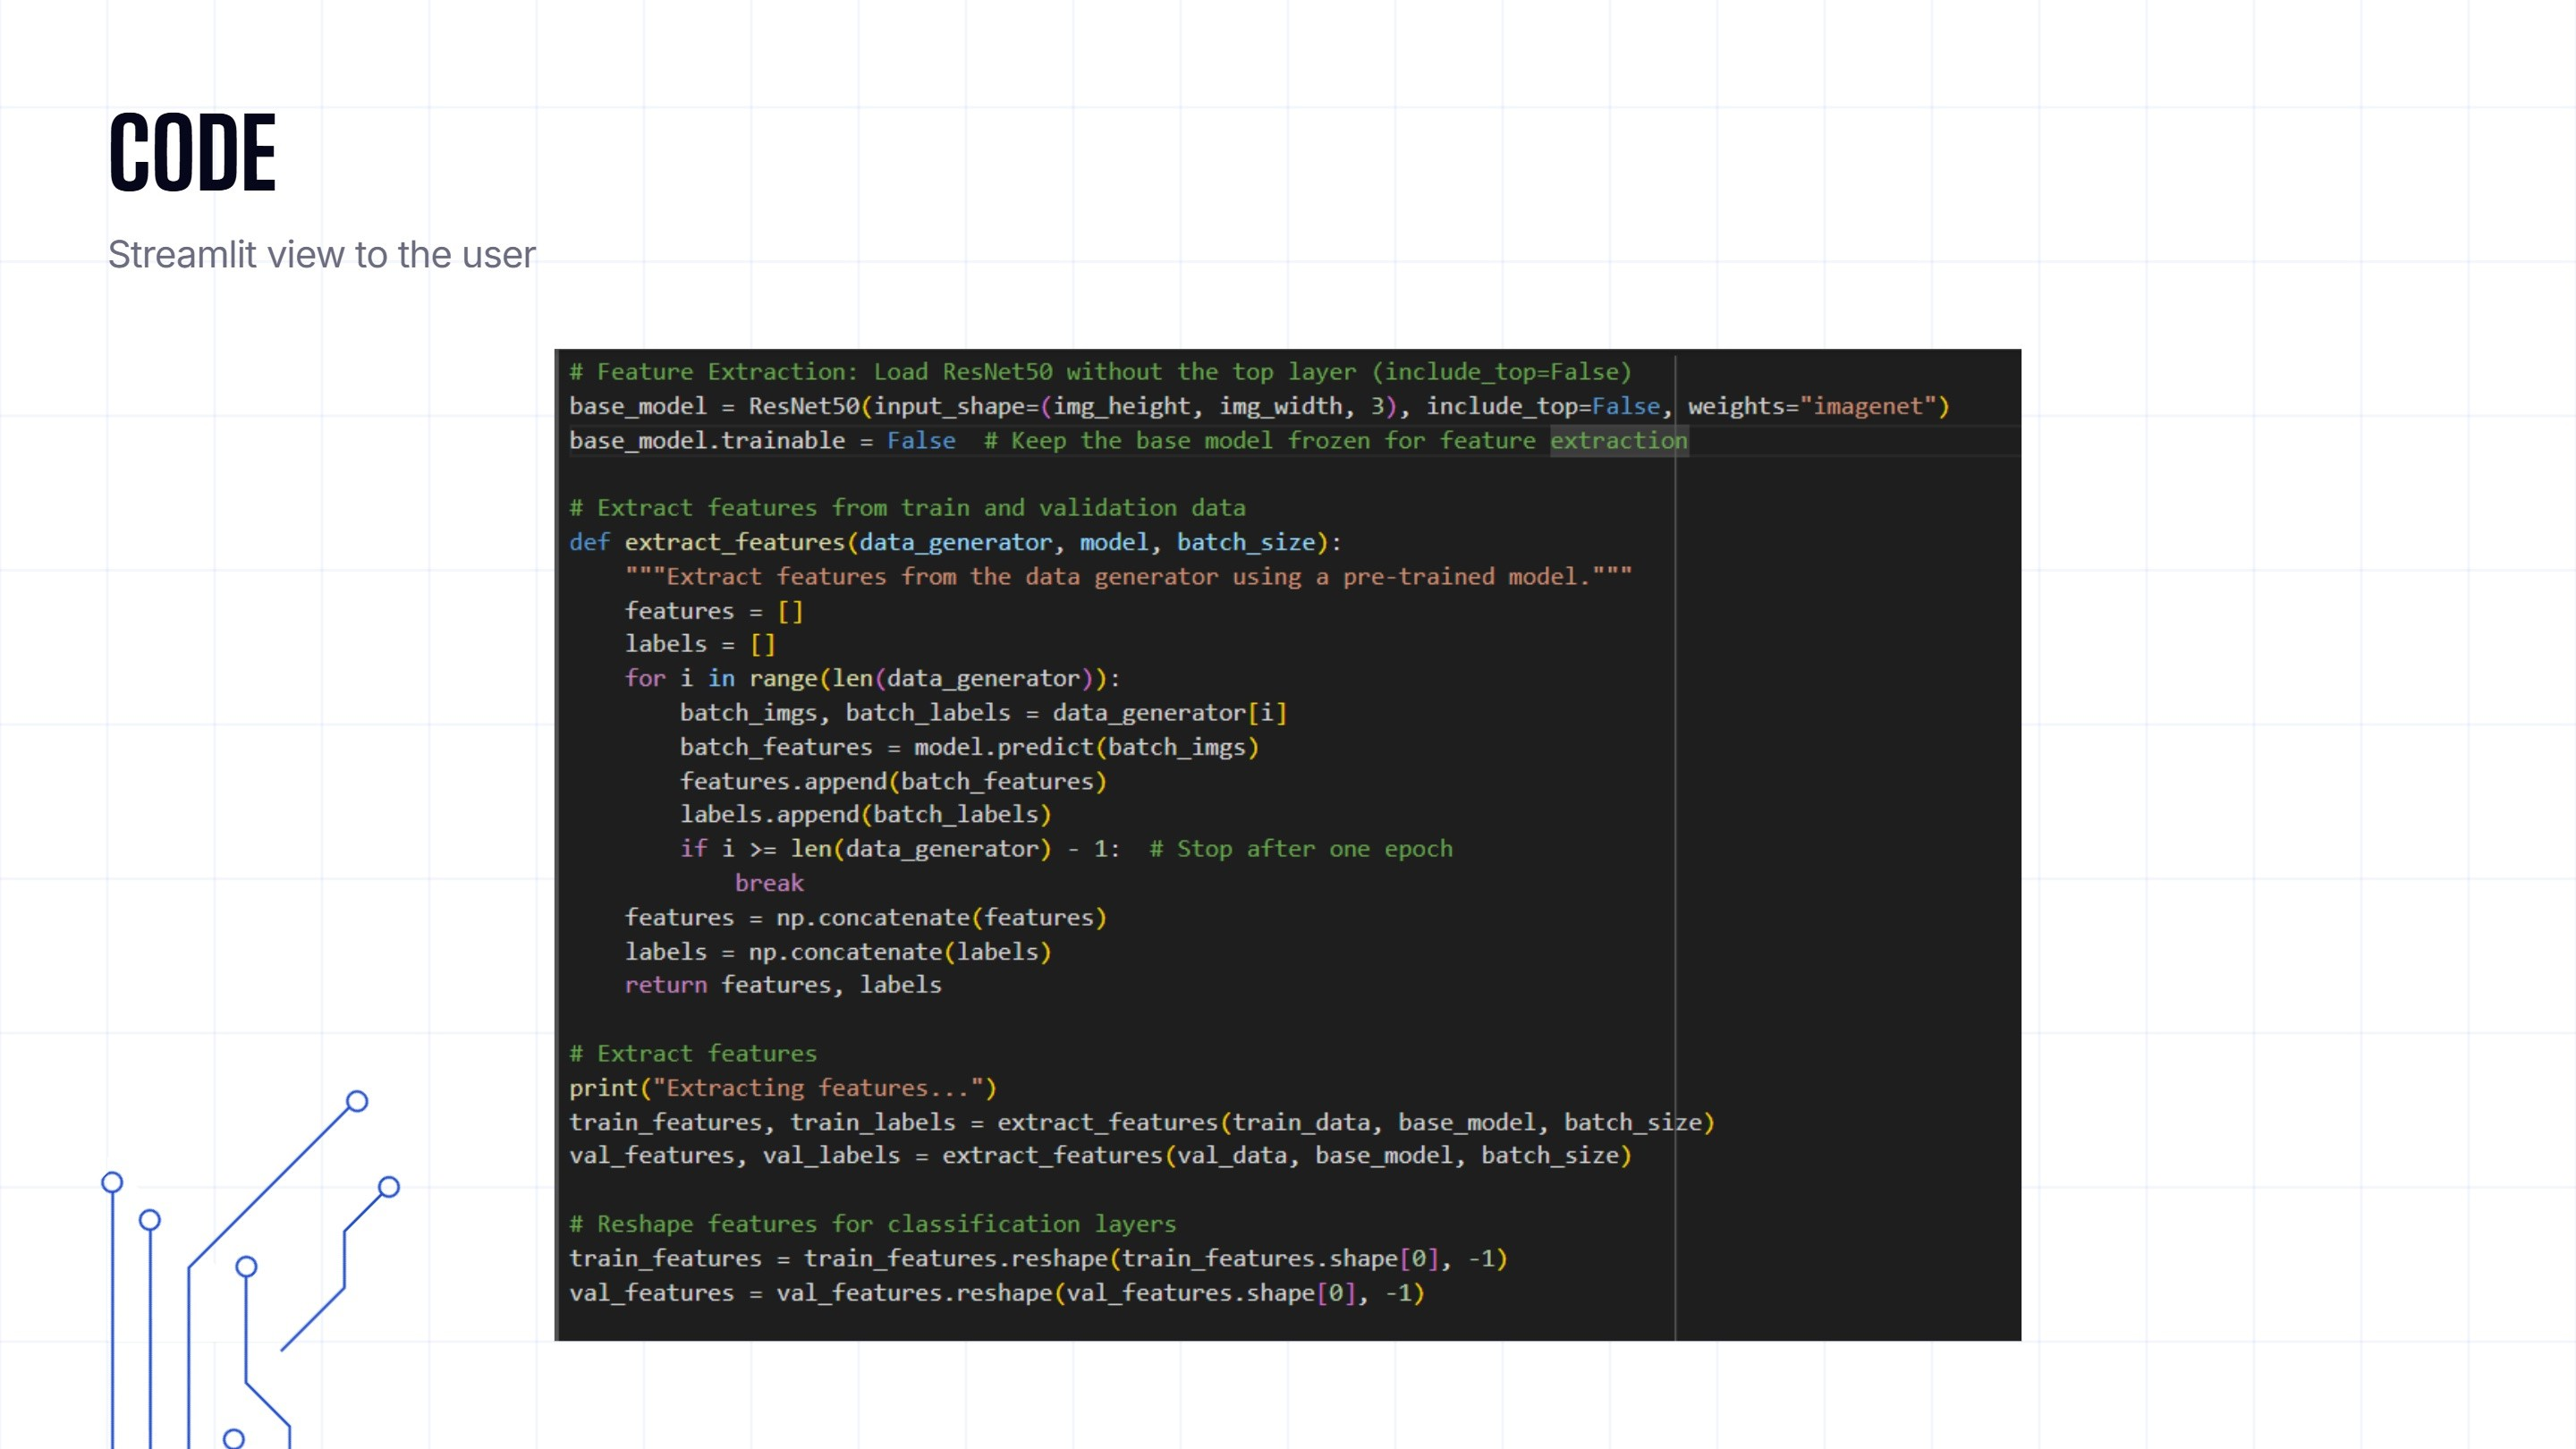 CODE
Streamlit view to the user
# Feature Extraction: Load ResNet50 without the top layer (include_top=False)
base_model = ResNet50(input_shape=(img_height, img_width, 3), include_top=False, weights="imagenet")
base_model.trainable = False  # Keep the base model frozen for feature extraction

# Extract features from train and validation data
def extract_features(data_generator, model, batch_size):
    """Extract features from the data generator using a pre-trained model."""
    features = []
    labels = []
    for i in range(len(data_generator)):
        batch_imgs, batch_labels = data_generator[i]
        batch_features = model.predict(batch_imgs)
        features.append(batch_features)
        labels.append(batch_labels)
        if i >= len(data_generator) - 1:  # Stop after one epoch
            break
    features = np.concatenate(features)
    labels = np.concatenate(labels)
    return features, labels

# Extract features
print("Extracting features...")
train_features, train_labels = extract_features(train_data, base_model, batch_size)
val_features, val_labels = extract_features(val_data, base_model, batch_size)

# Reshape features for classification layers
train_features = train_features.reshape(train_features.shape[0], -1)
val_features = val_features.reshape(val_features.shape[0], -1)